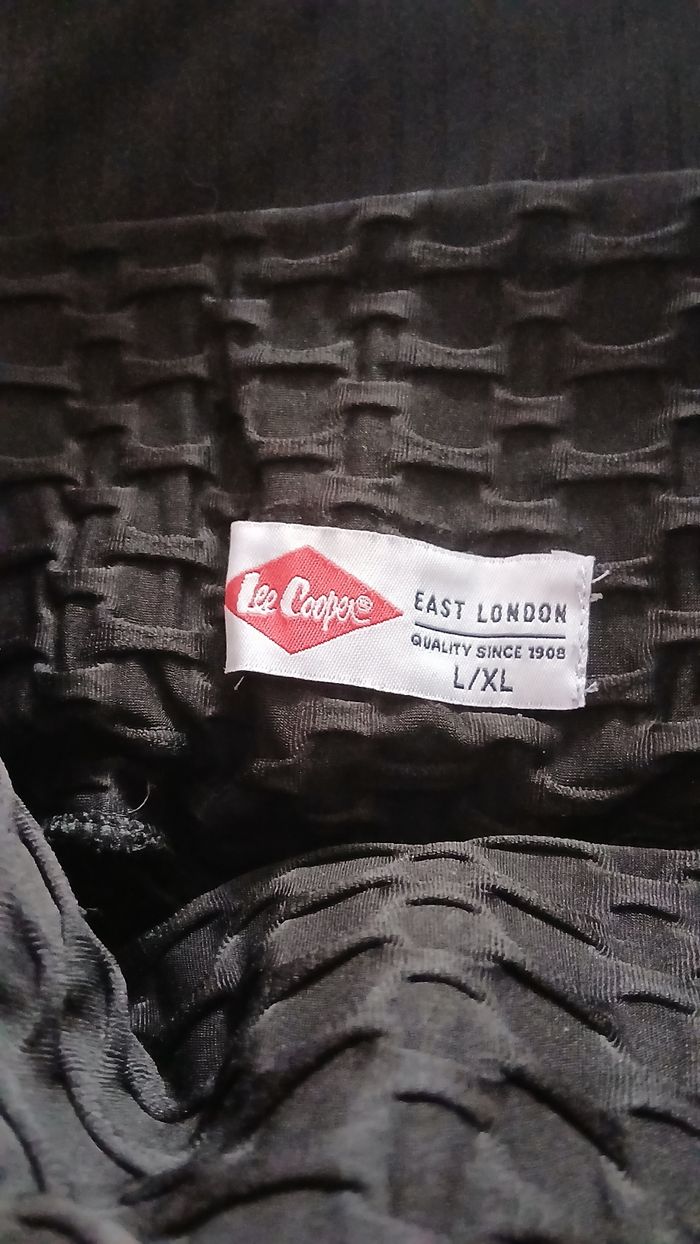 Lee Cooper®
EAST LONDON
QUALITY SINCE 1908
L/XL